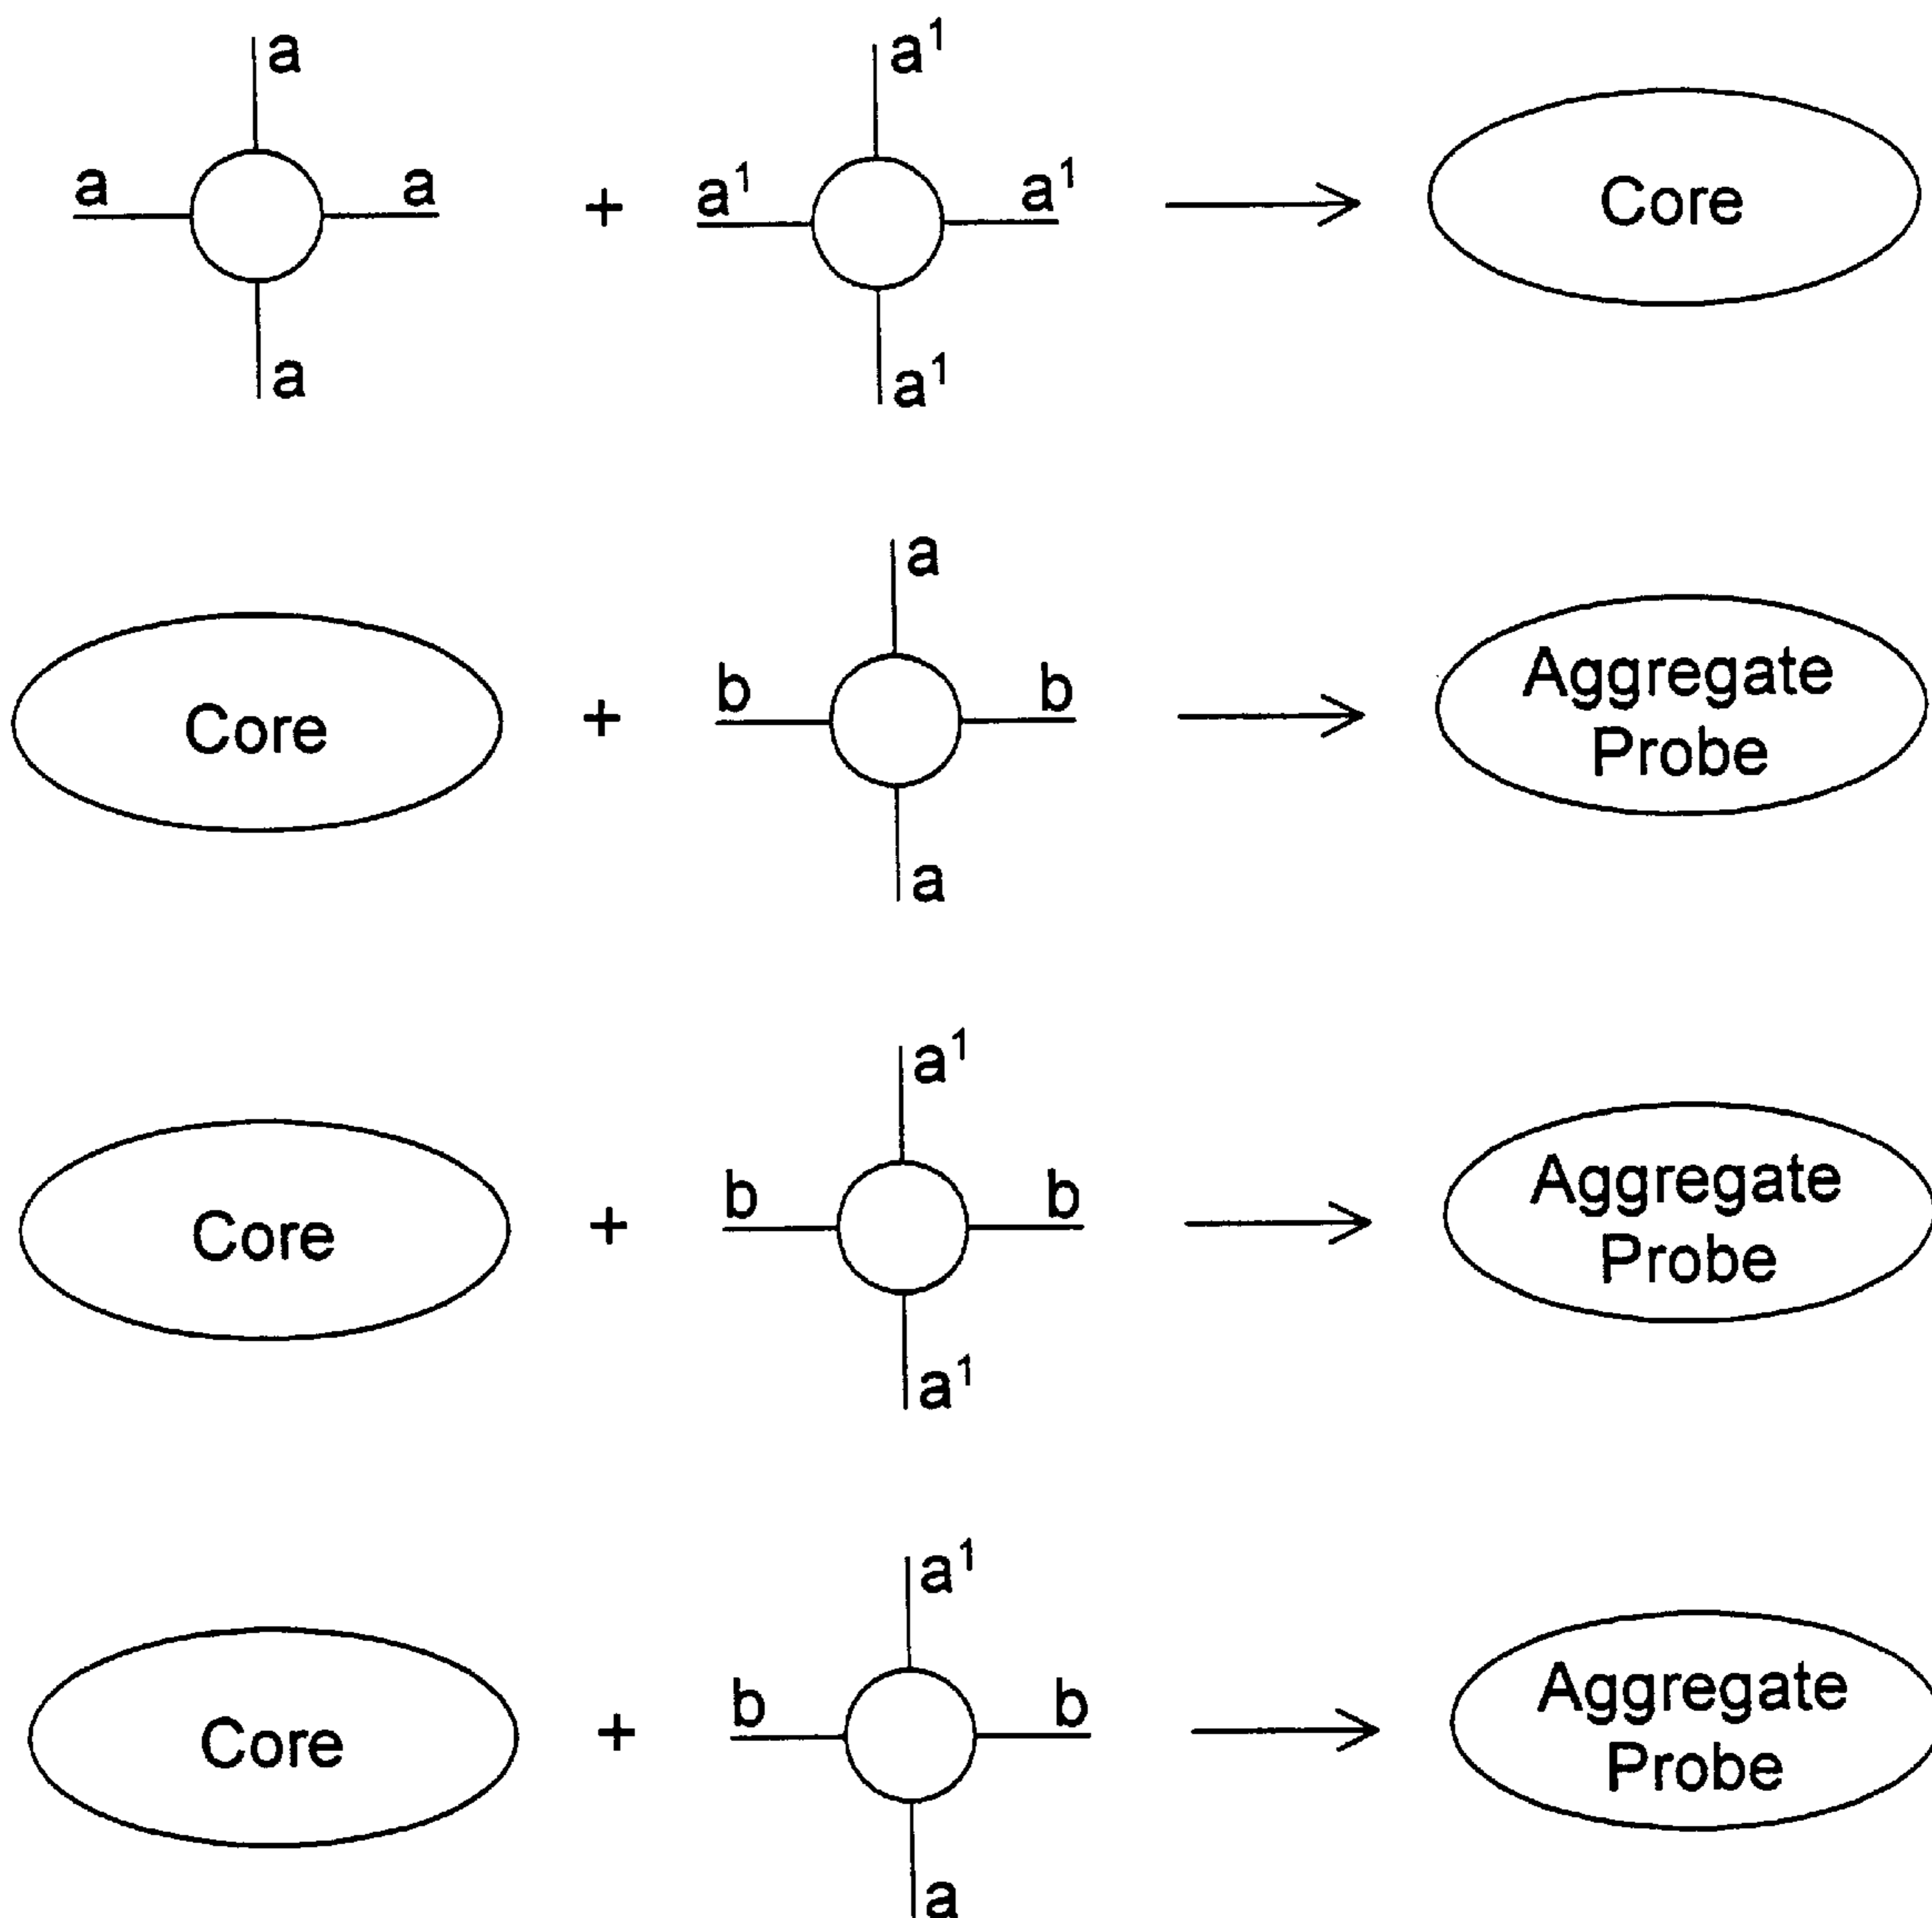 a
a¹
a a
+
a¹ a¹
Core
a
a¹
a
Core
+
b b
Aggregate
Probe
a
a¹
Core
+
b b
Aggregate
Probe
a¹
a¹
Core
+
b b
Aggregate
Probe
a